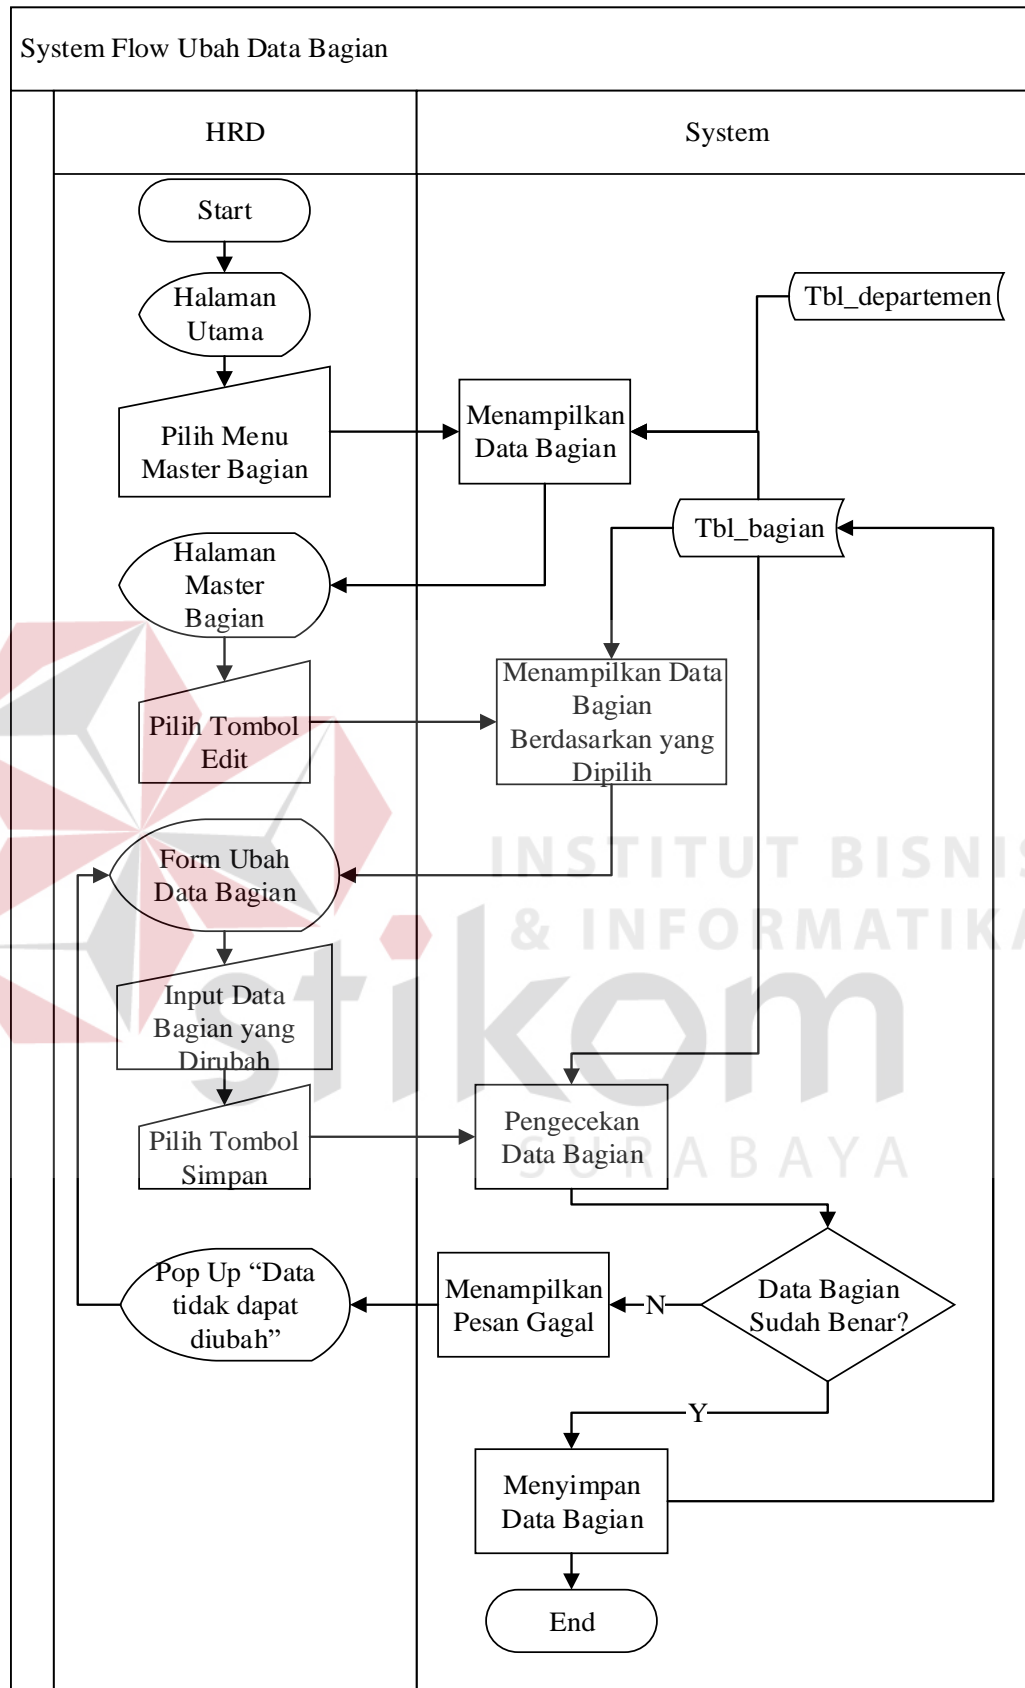 System Flow Ubah Data Bagian
HRD
System
Start
Halaman
Utama
Tbl_departemen
Pilih Menu
Master Bagian
Menampilkan
Data Bagian
Tbl_bagian
Halaman
Master
Bagian
Pilih Tombol
Edit
Menampilkan Data
Bagian
Berdasarkan yang
Dipilih
Form Ubah
Data Bagian
INSTITUT BISNIS
& INFORMATIKA
stikom
SURABAYA
Input Data
Bagian yang
Dirubah
Pilih Tombol
Simpan
Pengecekan
Data Bagian
Data Bagian
Sudah Benar?
N
Menampilkan
Pesan Gagal
Pop Up “Data
tidak dapat
diubah”
Y
Menyimpan
Data Bagian
End